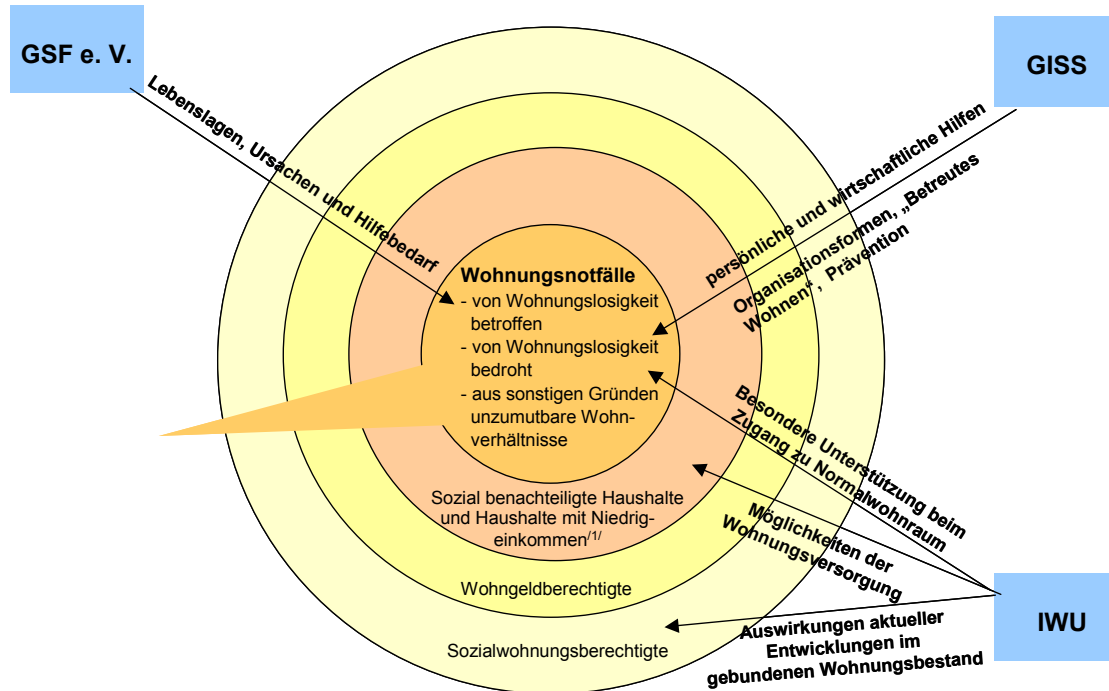 GSF e. V.
GISS
Lebenslagen, Ursachen und Hilfebedarf
persönliche und wirtschaftliche Hilfen
Organisationsformen, „Betreutes
Wohnen“, Prävention
Wohnungsnotfälle
- von Wohnungslosigkeit
betroffen
- von Wohnungslosigkeit
bedroht
- aus sonstigen Gründen
unzumutbare Wohn-
verhältnisse
Sozial benachteiligte Haushalte
und Haushalte mit Niedrig-
einkommen/1/
Wohngeldberechtigte
Sozialwohnungsberechtigte
Besondere Unterstützung beim
Zugang zu Normalwohnraum
Möglichkeiten der
Wohnungsversorgung
Auswirkungen aktueller
Entwicklungen im
gebundenen Wohnungsbestand
IWU